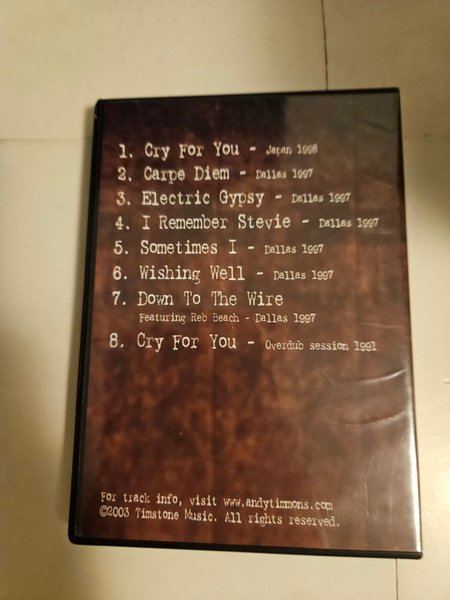 1. Cry For You - Japan 1998
2. Carpe Diem - Dallas 1997
3. Electric Gypsy - Dallas 1997
4. I Remember Stevie - Dallas 1997
5. Sometimes I - Dallas 1997
6. Wishing Well - Dallas 1997
7. Down To The Wire
Featuring Reb Beach - Dallas 1997
8. Cry For You - Overdub session 1991
For track info, visit www.andytimmons.com
©2003 Timstone Music. All rights reserved.